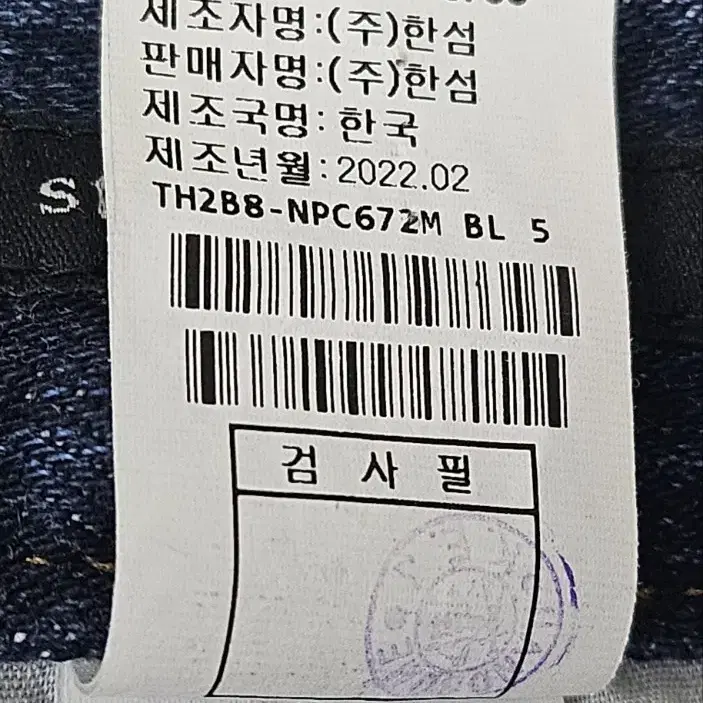 제조자명:(주)한섬
판매자명:(주)한섬
제조국명: 한국
제조년월:2022.02
TH2B8-NPC672M BL 5
검 사 필